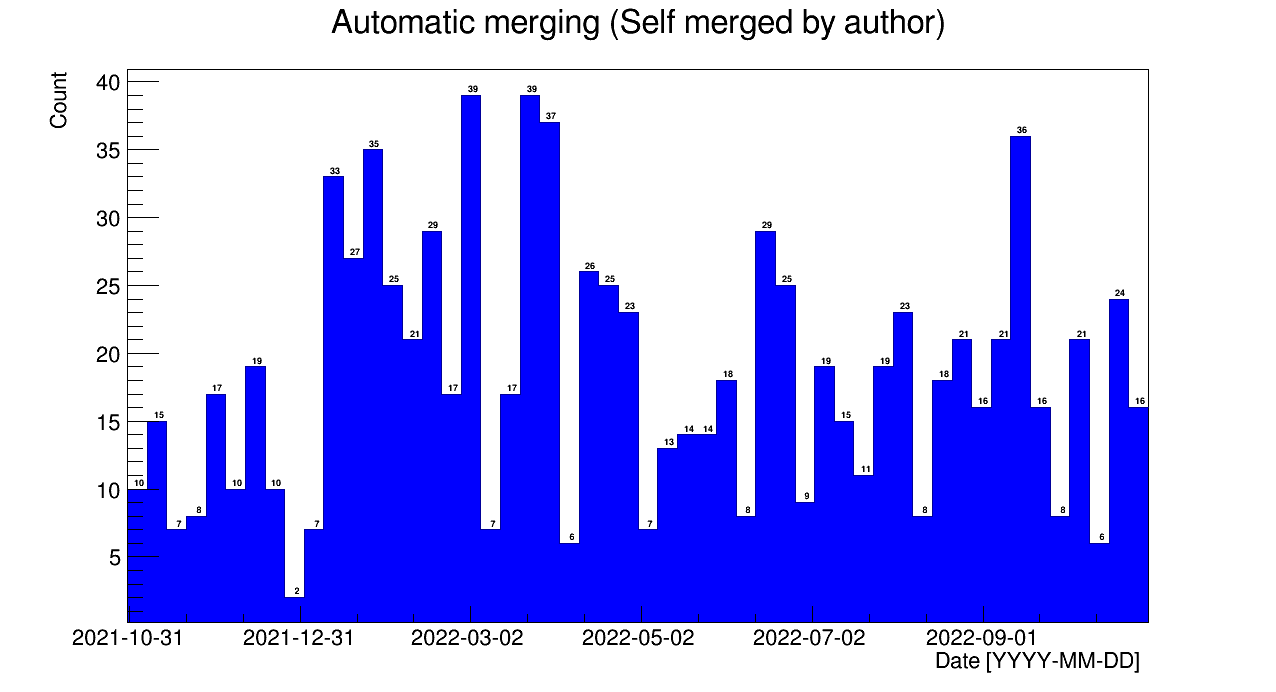 Automatic merging (Self merged by author)
Count
40
35
30
25
20
15
10
5
10 15 7 8 17 10 19 10 2 7 33 27 35 25 21 29 17 39 7 17 39 37 6 26 25 23 7 13 14 14 18 8 29 25 9 19 15 11 19 23 8 18 21 16 21 36 16 8 21 6 24 16
2021-10-31 2021-12-31 2022-03-02 2022-05-02 2022-07-02 2022-09-01
Date [YYYY-MM-DD]